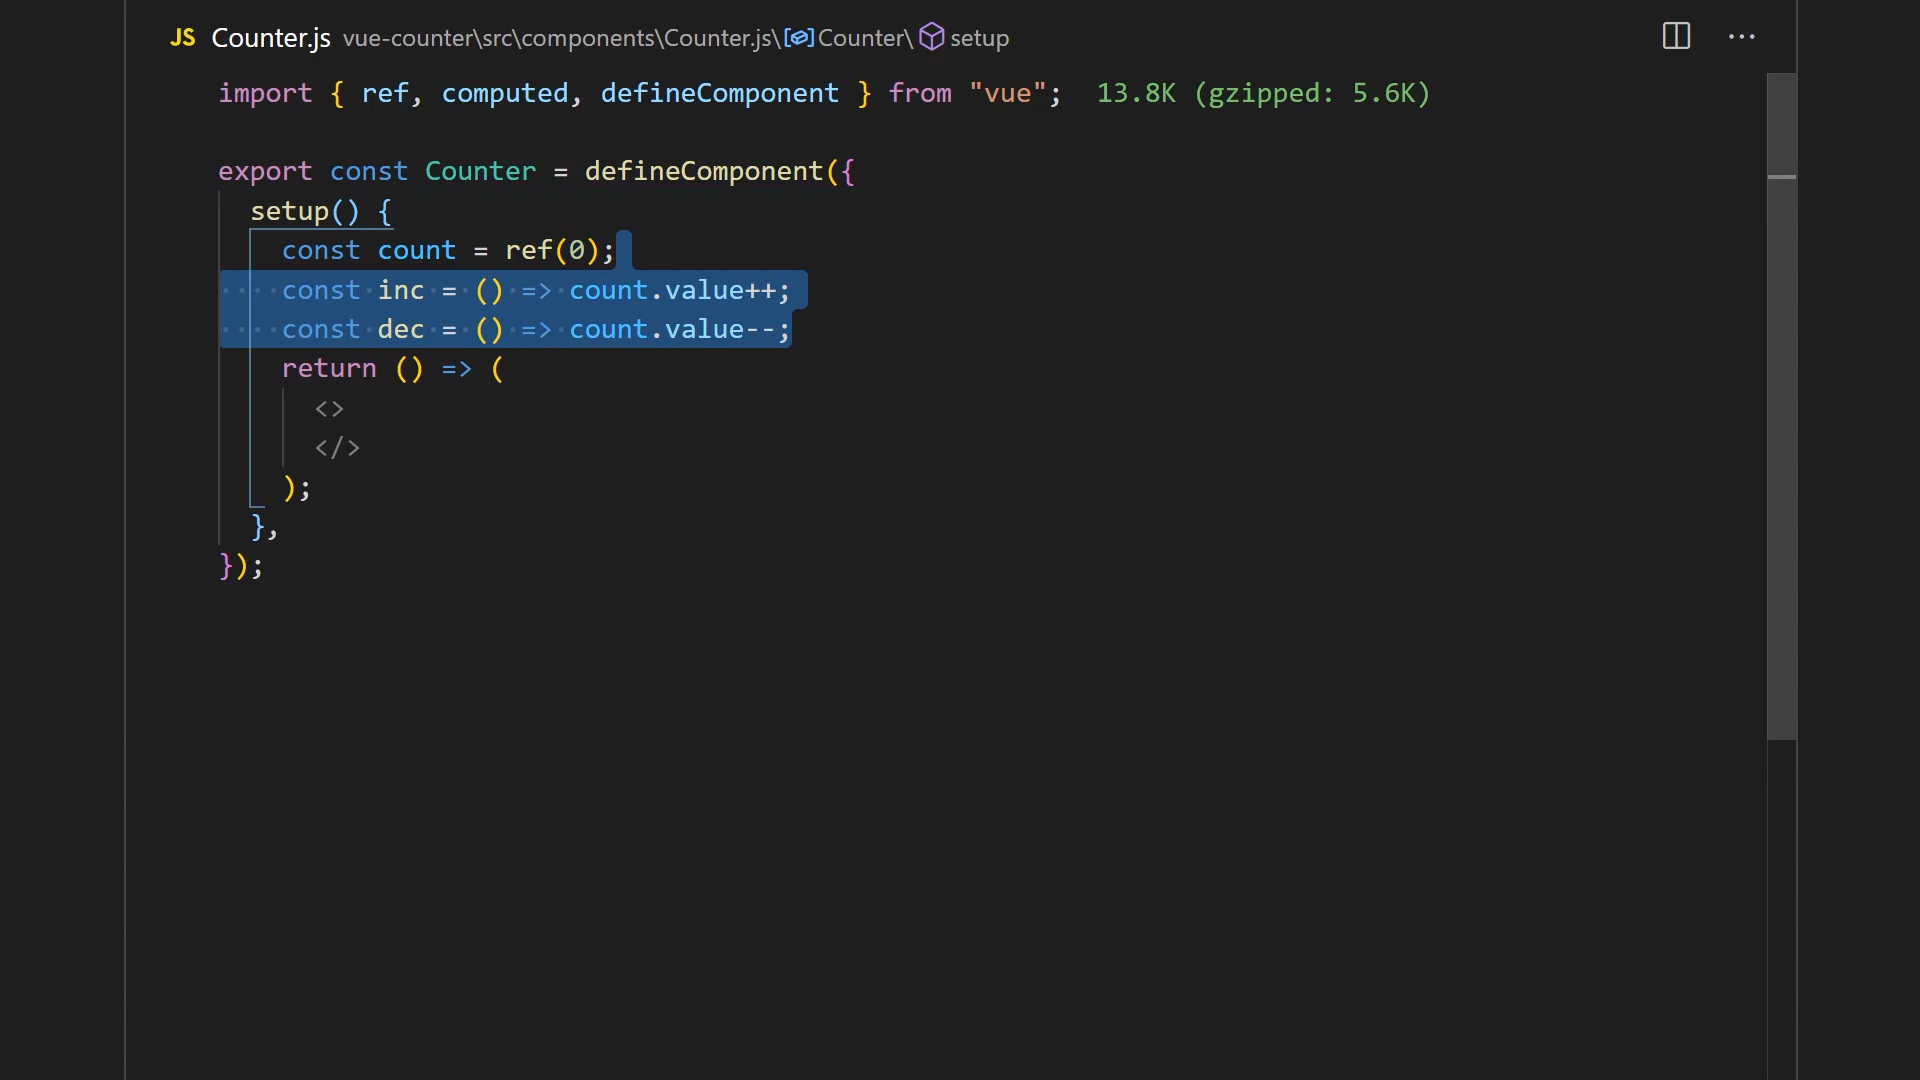 JS Counter.js vue-counter\src\components\Counter.js\Counter\setup
import { ref, computed, defineComponent } from "vue"; 13.8K (gzipped: 5.6K)
export const Counter = defineComponent({
setup() {
const count = ref(0);
const inc = () => count.value++;
const dec = () => count.value--;
return () => (
<>
</>
);
},
});